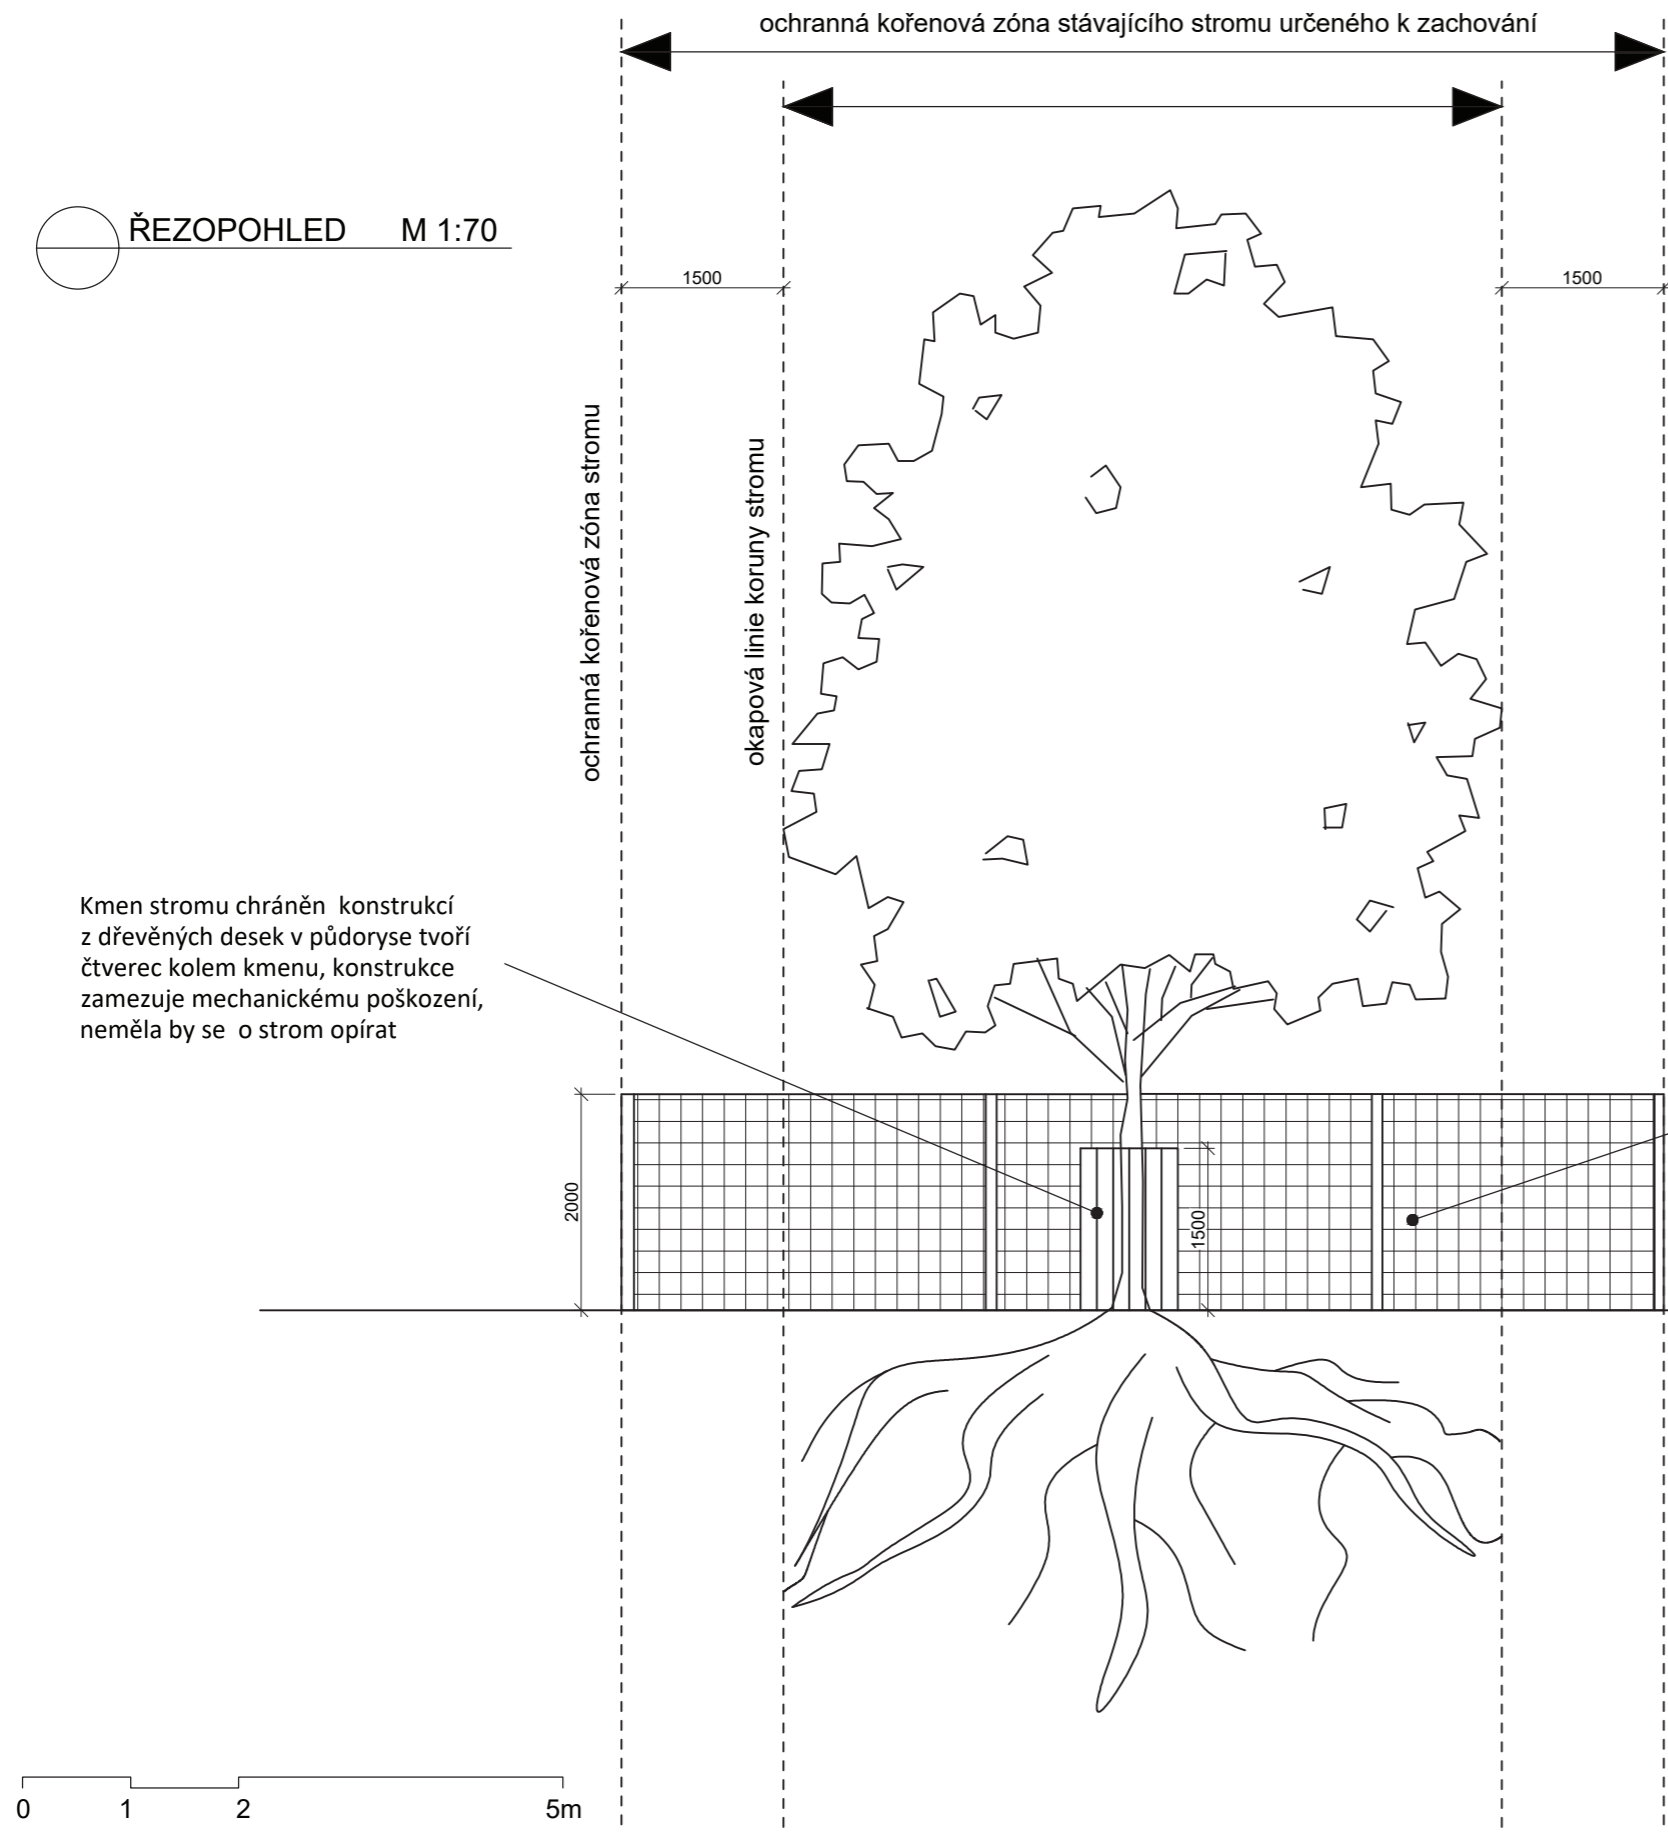 ochranná kořenová zóna stávajícího stromu určeného k zachování
ŘEZOPOHLED M 1:70
1500
1500
ochranná kořenová zóna stromu
okapová linie koruny stromu
Kmen stromu chráněn konstrukcí
z dřevěných desek v půdoryse tvoří
čtverec kolem kmenu, konstrukce
zamezuje mechanickému poškození,
neměla by se o strom opírat
2000
1500
0 1 2 5m